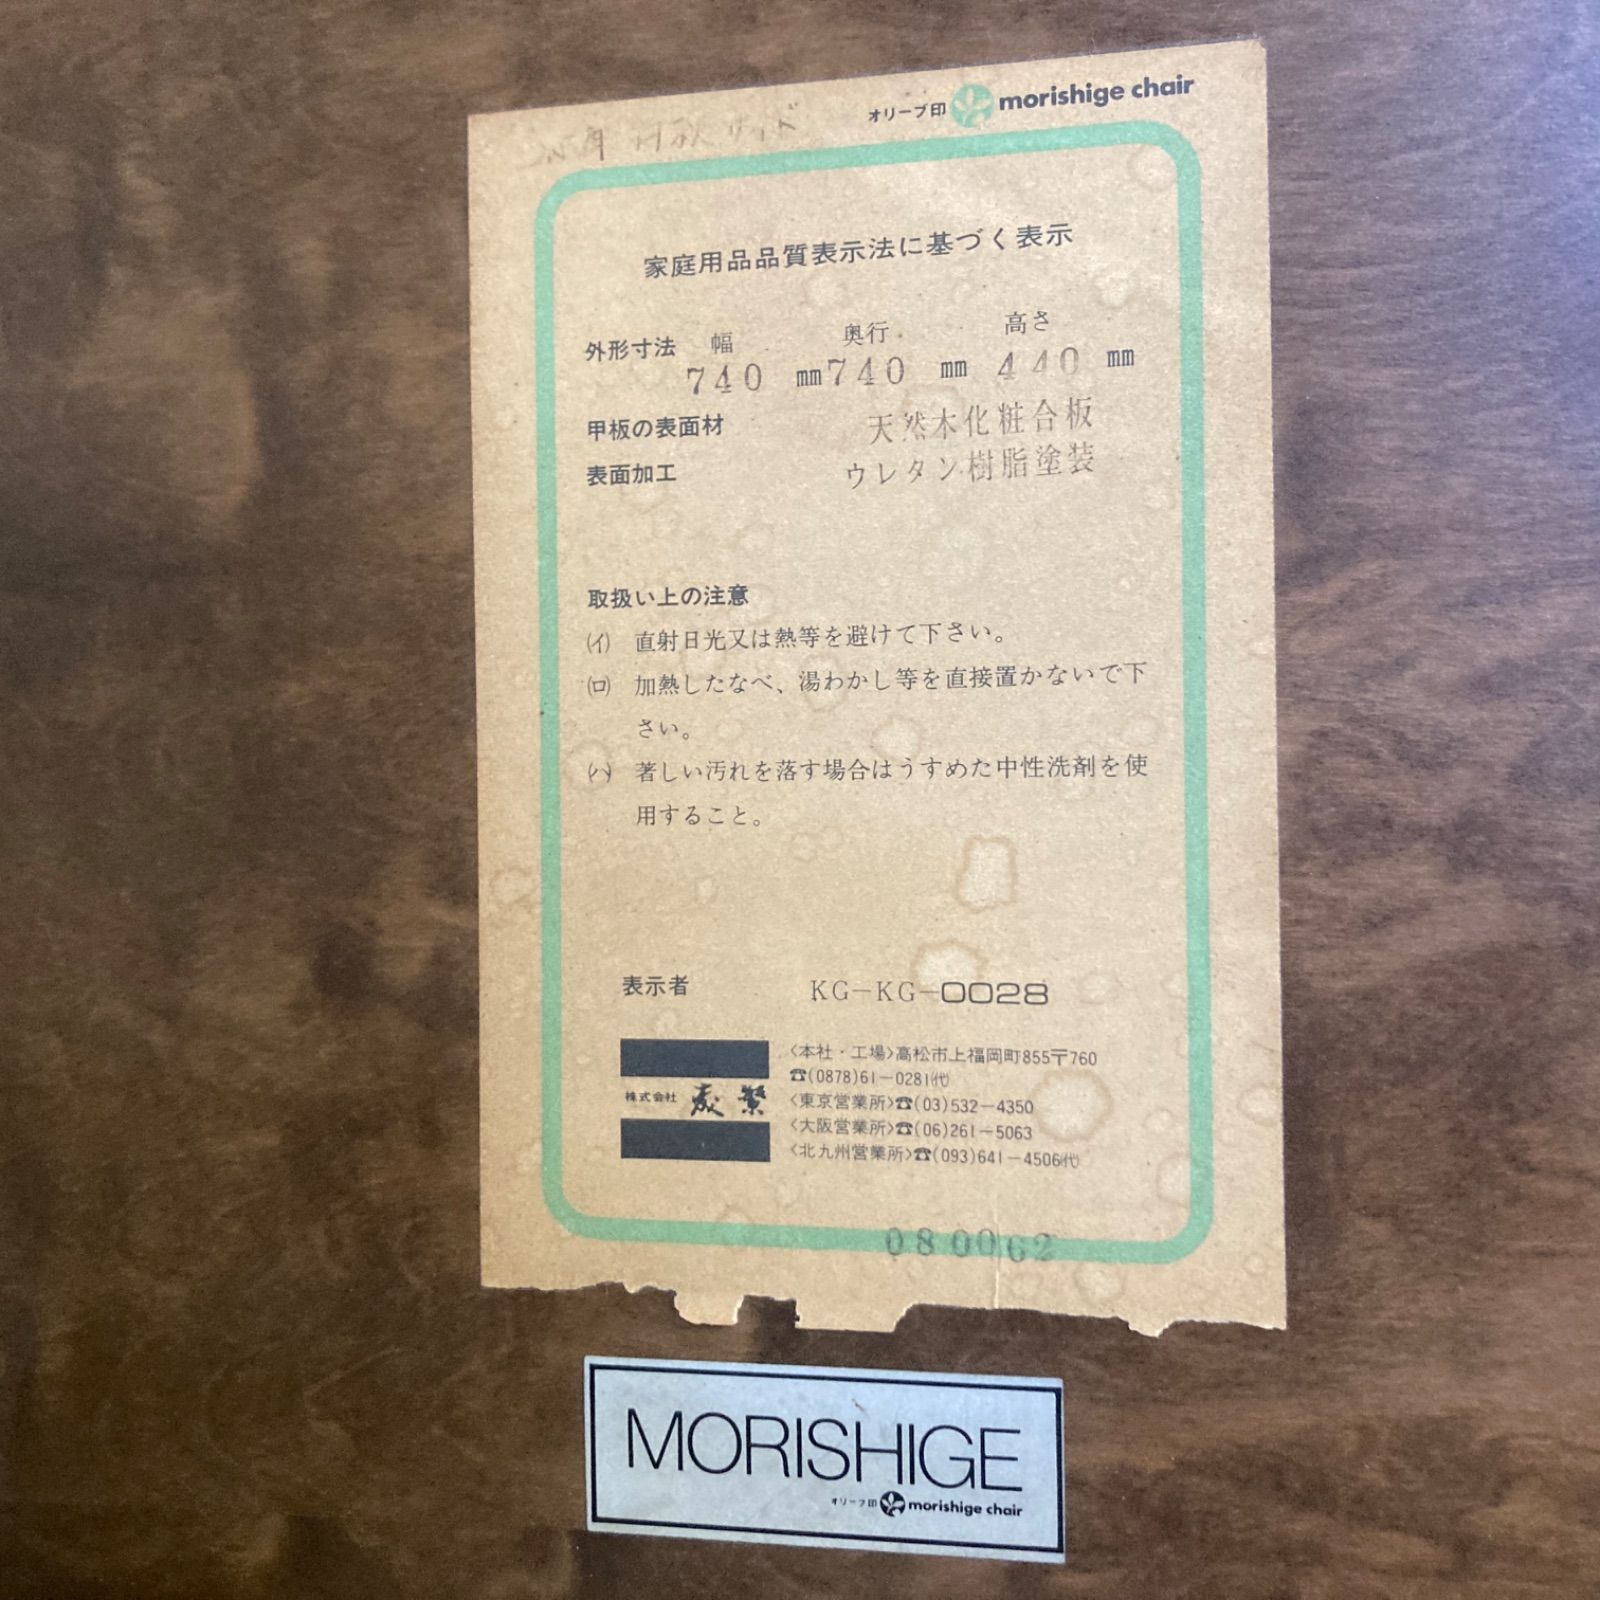 オリーブ印 morishige chair
家庭用品品質表示法に基づく表示
外形寸法 幅 奥行 高さ
740 mm 740 mm 440 mm
甲板の表面材 天然木化粧合板
表面加工 ウレタン樹脂塗装
取扱い上の注意
(イ) 直射日光又は熱等を避けて下さい。
(ロ) 加熱したなべ、湯わかし等を直接置かないで下
さい。
(ハ) 著しい汚れを落す場合はうすめた中性洗剤を使
用すること。
表示者 KG-KG-0028
〈本社・工場〉高松市上福岡町855〒760
☎(0878)61-0281㈹
株式会社 森繁
〈東京営業所〉☎(03)532-4350
〈大阪営業所〉☎(06)261-5063
〈北九州営業所〉☎(093)641-4506㈹
080062
MORISHIGE
オリーブ印 morishige chair